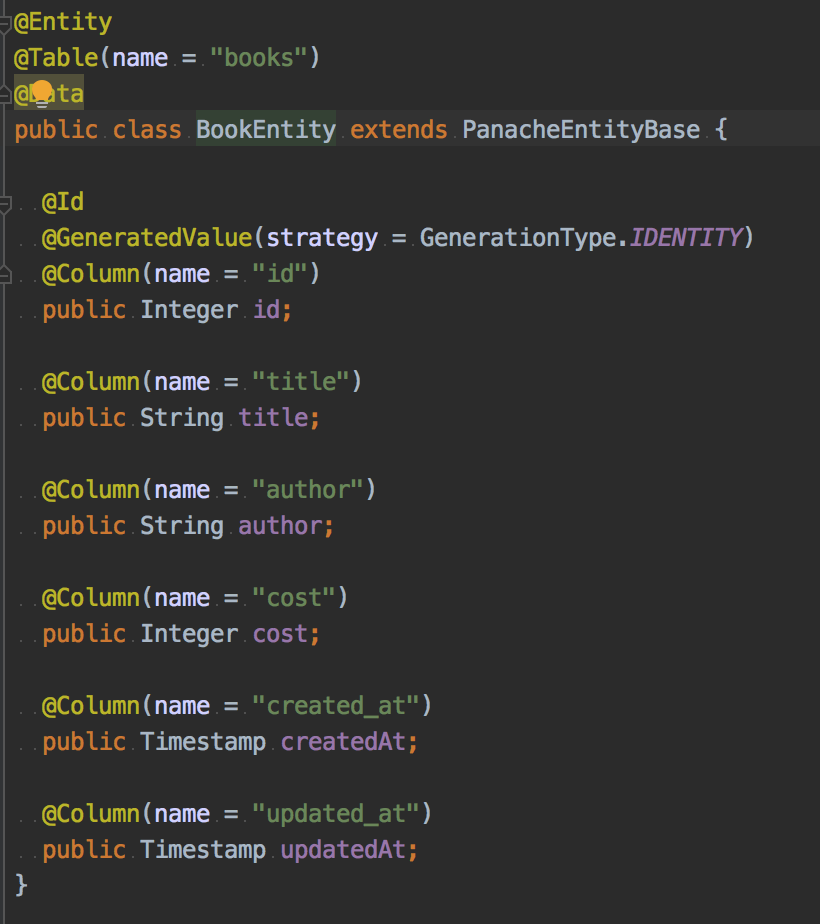 @Entity
@Table(name = "books")
@Data
public class BookEntity extends PanacheEntityBase {
@Id
@GeneratedValue(strategy = GenerationType.IDENTITY)
@Column(name = "id")
public Integer id;
@Column(name = "title")
public String title;
@Column(name = "author")
public String author;
@Column(name = "cost")
public Integer cost;
@Column(name = "created_at")
public Timestamp createdAt;
@Column(name = "updated_at")
public Timestamp updatedAt;
}